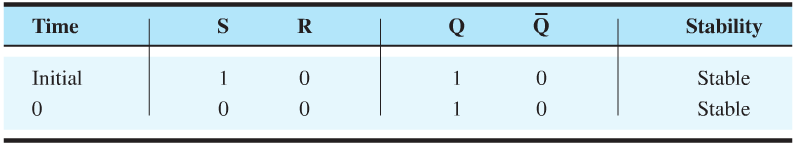 Time S R Q Q̅ Stability
Initial 1 0 1 0 Stable
0 0 0 1 0 Stable